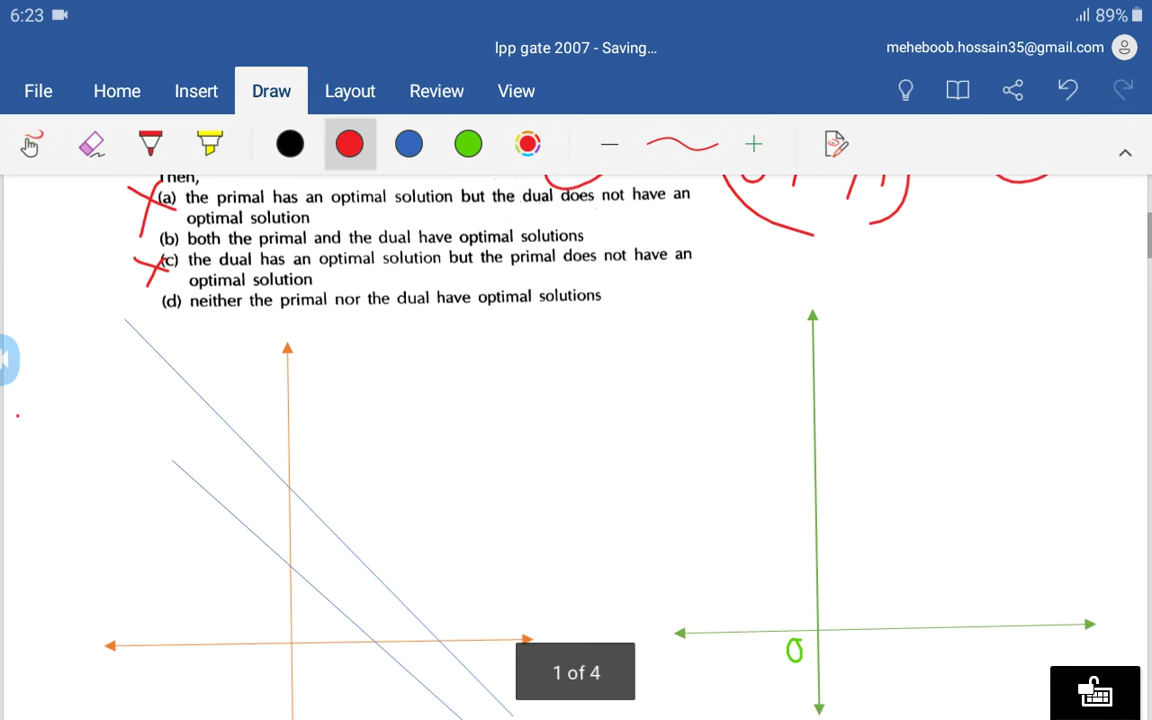 6:23
89%
lpp gate 2007 - Saving...
meheboob.hossain35@gmail.com
File Home Insert Draw Layout Review View
Then,
(a) the primal has an optimal solution but the dual does not have an
optimal solution
(b) both the primal and the dual have optimal solutions
(c) the dual has an optimal solution but the primal does not have an
optimal solution
(d) neither the primal nor the dual have optimal solutions
O
1 of 4